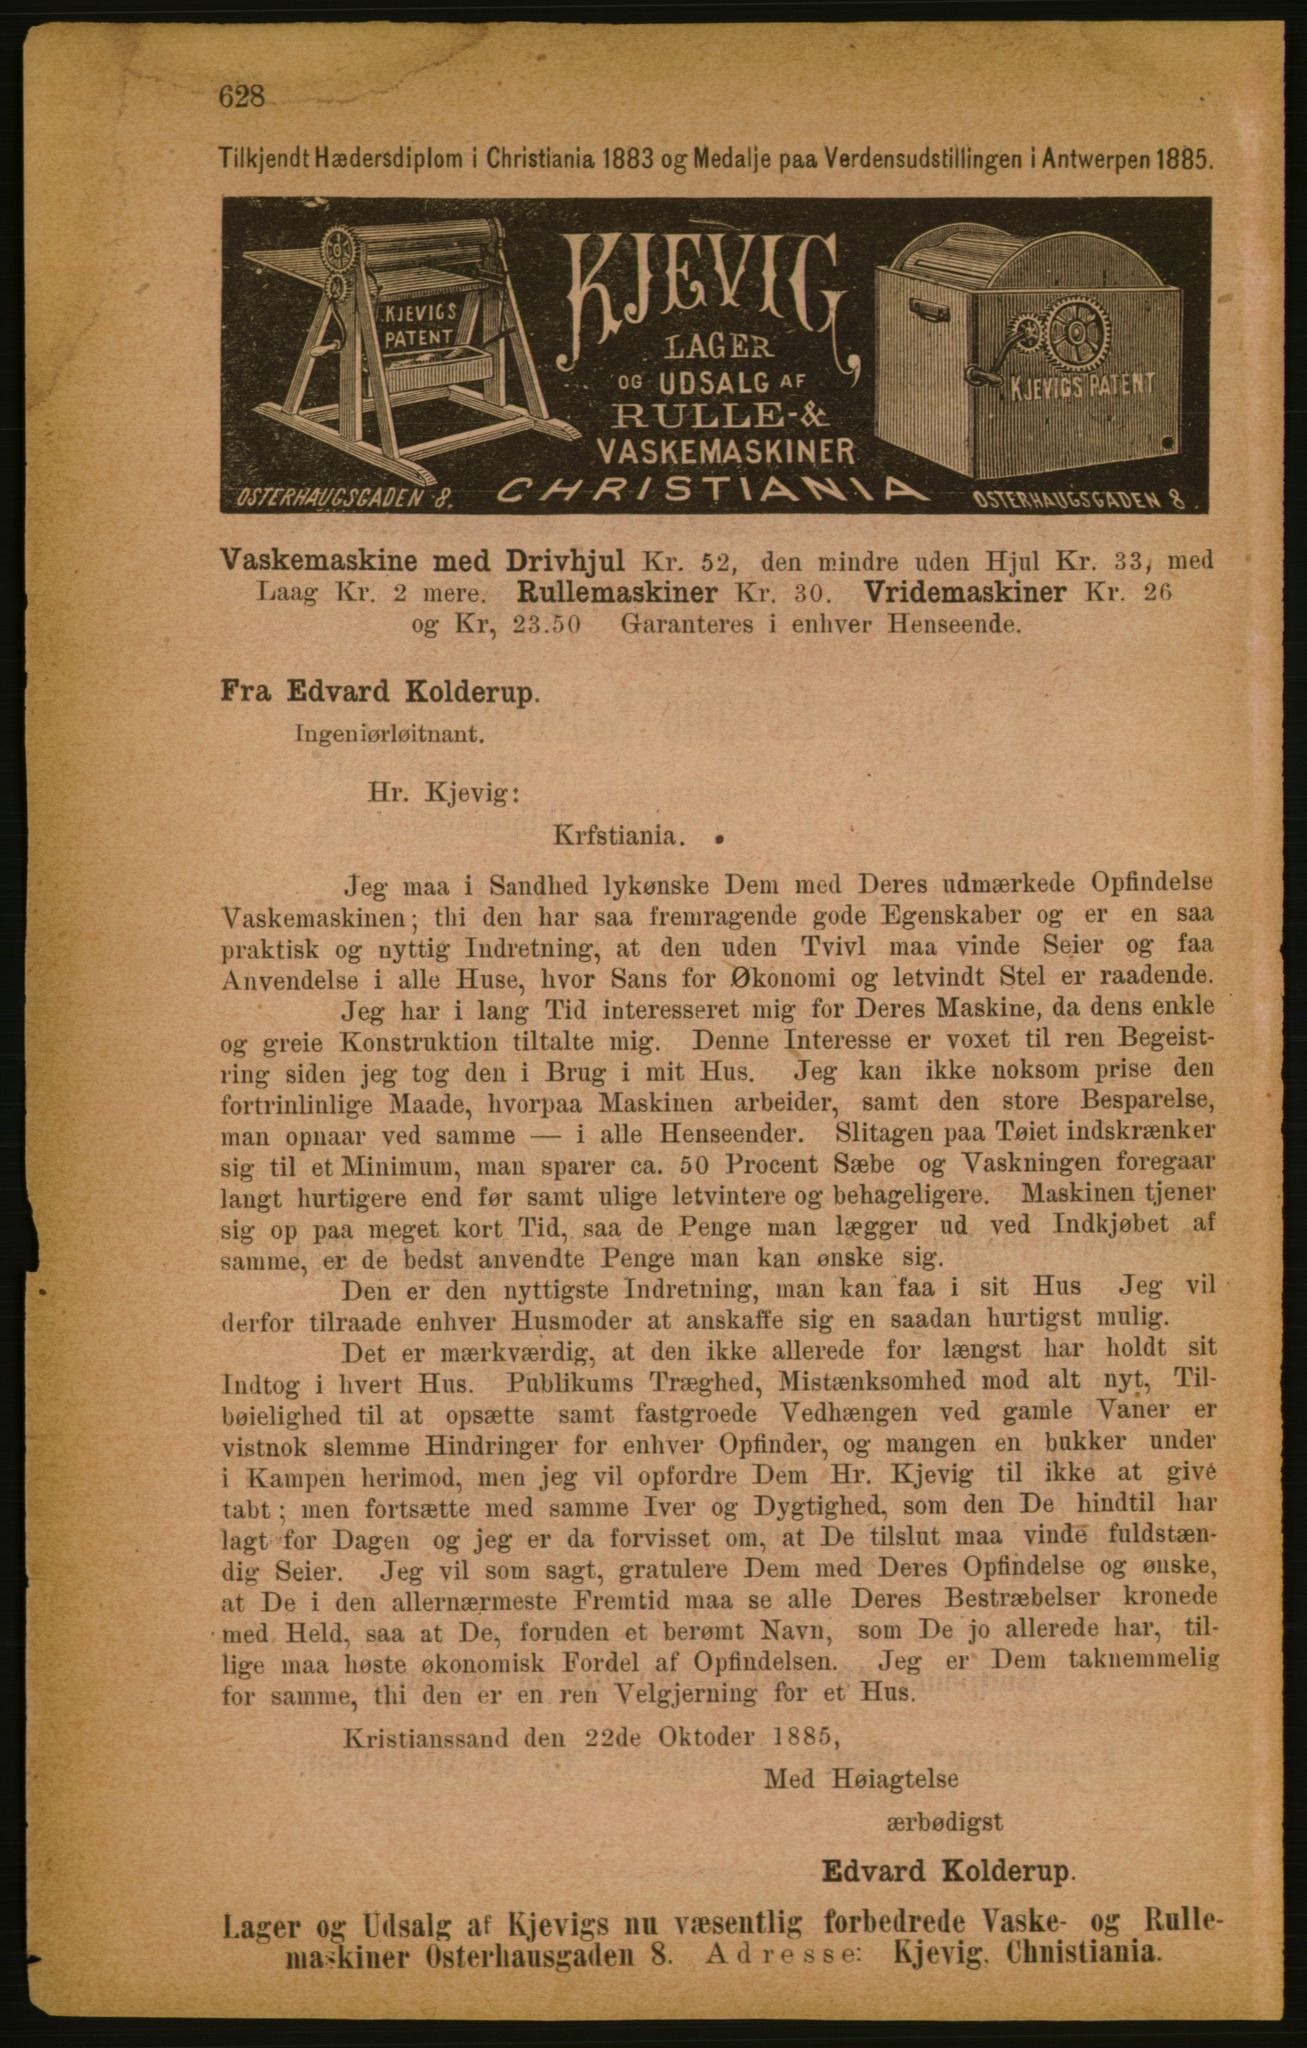 628
Tilkjendt Hædersdiplom i Christiania 1883 og Medalje paa Verdensudstillingen i Antwerpen 1885.
KJEVIGS
PATENT
OSTERHAUGSGADEN 8.
KJEVIG,
LAGER
OG UDSALG AF
RULLE-&
VASKEMASKINER
CHRISTIANIA
KJEVIGS PATENT
OSTERHAUGSGADEN 8.
Vaskemaskine med Drivhjul Kr. 52, den mindre uden Hjul Kr. 33, med
Laag Kr. 2 mere. Rullemaskiner Kr. 30. Vridemaskiner Kr. 26
og Kr, 23.50 Garanteres i enhver Henseende.
Fra Edvard Kolderup.
Ingeniørløitnant.
Hr. Kjevig:
Krfstiania.
Jeg maa i Sandhed lykønske Dem med Deres udmærkede Opfindelse
Vaskemaskinen; thi den har saa fremragende gode Egenskaber og er en saa
praktisk og nyttig Indretning, at den uden Tvivl maa vinde Seier og faa
Anvendelse i alle Huse, hvor Sans for Økonomi og letvindt Stel er raadende.
Jeg har i lang Tid interesseret mig for Deres Maskine, da dens enkle
og greie Konstruktion tiltalte mig. Denne Interesse er voxet til ren Begeist-
ring siden jeg tog den i Brug i mit Hus. Jeg kan ikke noksom prise den
fortrinlinlige Maade, hvorpaa Maskinen arbeider, samt den store Besparelse,
man opnaar ved samme — i alle Henseender. Slitagen paa Tøiet indskrænker
sig til et Minimum, man sparer ca. 50 Procent Sæbe og Vaskningen foregaar
langt hurtigere end før samt ulige letvintere og behageligere. Maskinen tjener
sig op paa meget kort Tid, saa de Penge man lægger ud ved Indkjøbet af
samme, er de bedst anvendte Penge man kan ønske sig.
Den er den nyttigste Indretning, man kan faa i sit Hus Jeg vil
derfor tilraade enhver Husmoder at anskaffe sig en saadan hurtigst mulig.
Det er mærkværdig, at den ikke allerede for længst har holdt sit
Indtog i hvert Hus. Publikums Træghed, Mistænksomhed mod alt nyt, Til-
bøielighed til at opsætte samt fastgroede Vedhængen ved gamle Vaner er
vistnok slemme Hindringer for enhver Opfinder, og mangen en bukker under
i Kampen herimod, men jeg vil opfordre Dem Hr. Kjevig til ikke at give
tabt; men fortsætte med samme Iver og Dygtighed, som den De hindtil har
lagt for Dagen og jeg er da forvisset om, at De tilslut maa vinde fuldstæn-
dig Seier. Jeg vil som sagt, gratulere Dem med Deres Opfindelse og ønske,
at De i den allernærmeste Fremtid maa se alle Deres Bestræbelser kronede
med Held, saa at De, foruden et berømt Navn, som De jo allerede har, til-
lige maa høste økonomisk Fordel af Opfindelsen. Jeg er Dem taknemmelig
for samme, thi den er en ren Velgjerning for et Hus.
Kristianssand den 22de Oktoder 1885,
Med Høiagtelse
ærbødigst
Edvard Kolderup.
Lager og Udsalg af Kjevigs nu væsentlig forbedrede Vaske- og Rulle-
maskiner Osterhausgaden 8. Adresse: Kjevig. Chnistiania.